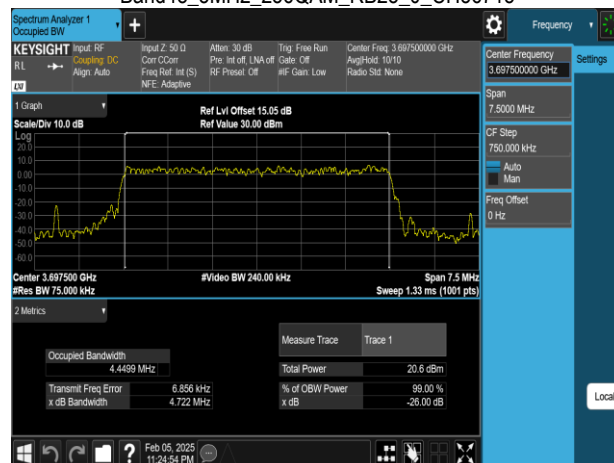 Spectrum Analyzer 1
Occupied BW
Frequency
KEYSIGHT
RL
LXI
Input: RF
Coupling: DC
Align: Auto
Input Z: 50 Ω
Corr CCorr
Freq Ref: Int (S)
NFE: Adaptive
Atten: 30 dB
Pre: Int off, LNA off
RF Presel: Off
Trig: Free Run
Gate: Off
#IF Gain: Low
Center Freq: 3.697500000 GHz
Avg|Hold: 10/10
Radio Std: None
Center Frequency
3.697500000 GHz
Settings
Span
7.5000 MHz
CF Step
750.000 kHz
Auto
Man
Freq Offset
0 Hz
1 Graph
Scale/Div 10.0 dB
Ref Lvl Offset 15.05 dB
Ref Value 30.00 dBm
Log
20.0
10.0
0.00
-10.0
-20.0
-30.0
-40.0
-50.0
-60.0
Center 3.697500 GHz
#Video BW 240.00 kHz
Span 7.5 MHz
#Res BW 75.000 kHz
Sweep 1.33 ms (1001 pts)
2 Metrics
Measure Trace
Trace 1
Occupied Bandwidth
4.4499 MHz
Total Power
20.6 dBm
Transmit Freq Error
6.856 kHz
% of OBW Power
99.00 %
x dB Bandwidth
4.722 MHz
x dB
-26.00 dB
Local
Feb 05, 2025
11:24:54 PM